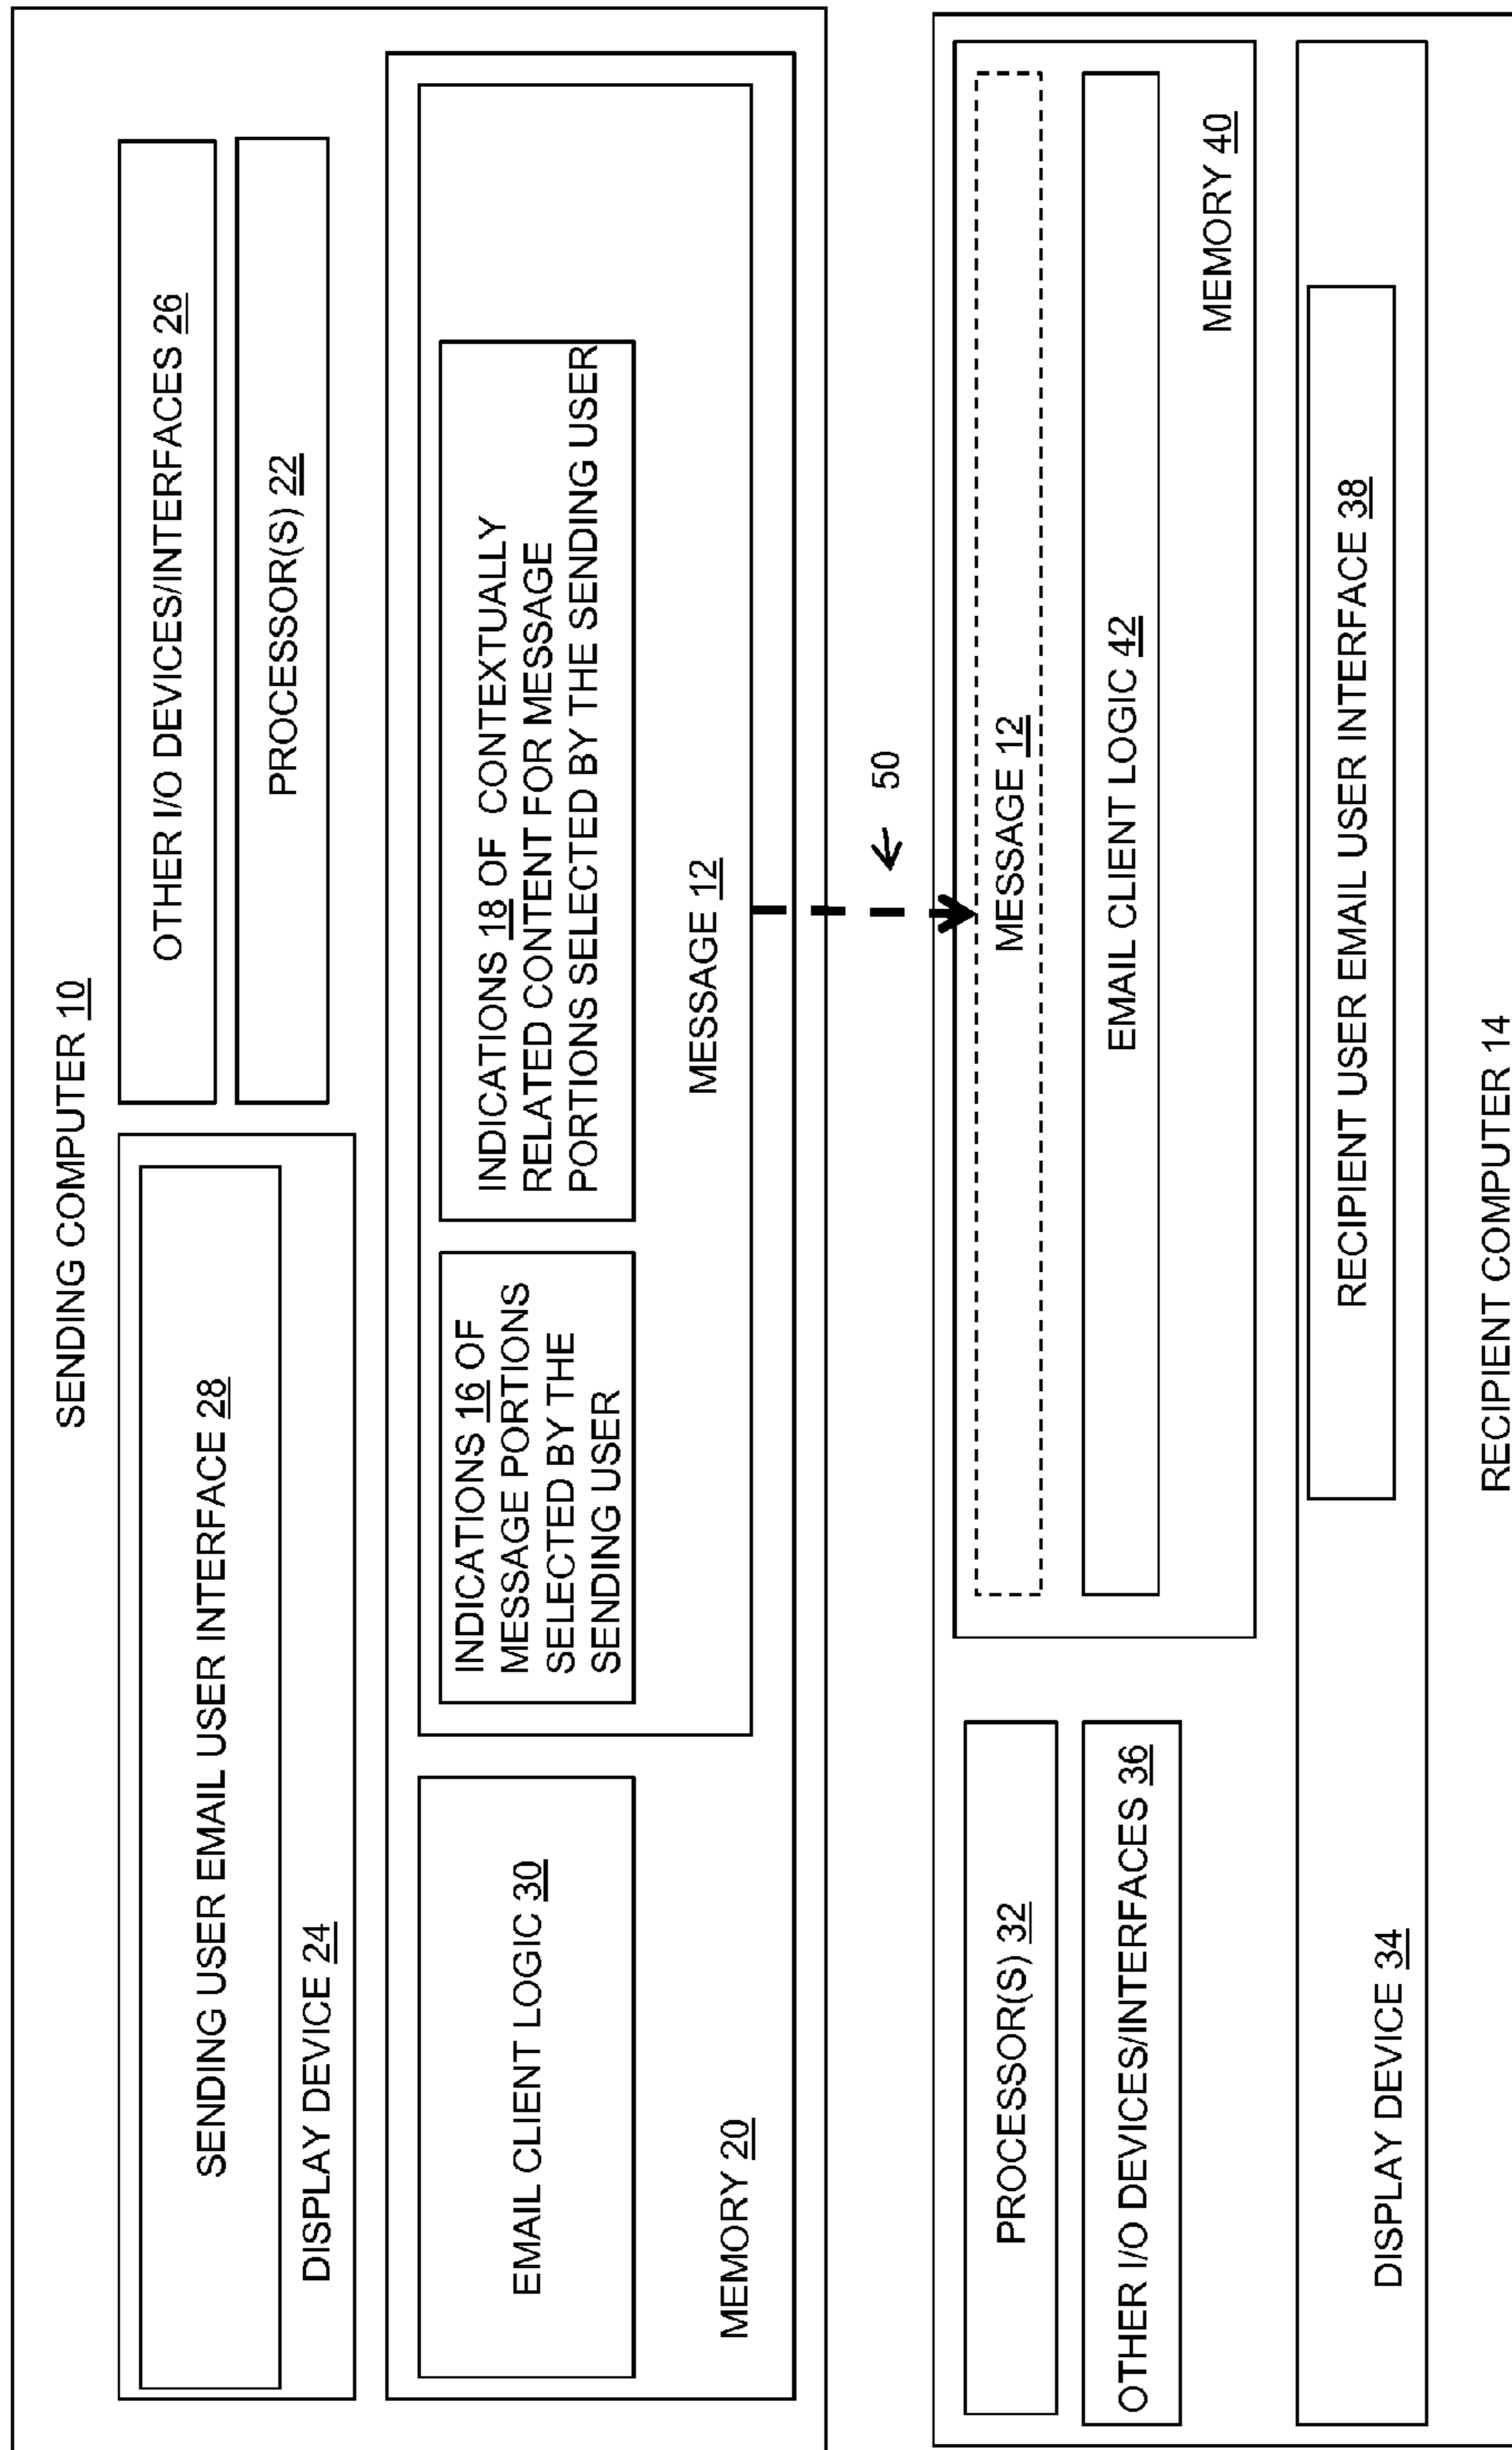 SENDING COMPUTER 10
SENDING USER EMAIL USER INTERFACE 28
DISPLAY DEVICE 24
OTHER I/O DEVICES/INTERFACES 26
PROCESSOR(S) 22
EMAIL CLIENT LOGIC 30
MEMORY 20
INDICATIONS 16 OF
MESSAGE PORTIONS
SELECTED BY THE
SENDING USER
INDICATIONS 18 OF CONTEXTUALLY
RELATED CONTENT FOR MESSAGE
PORTIONS SELECTED BY THE SENDING USER
MESSAGE 12
50
PROCESSOR(S) 32
OTHER I/O DEVICES/INTERFACES 36
MESSAGE 12
EMAIL CLIENT LOGIC 42
MEMORY 40
RECIPIENT USER EMAIL USER INTERFACE 38
DISPLAY DEVICE 34
RECIPIENT COMPUTER 14